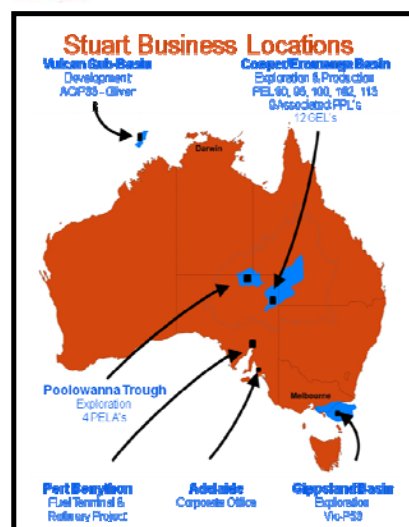 Stuart Business Locations
Vulcan Sub-Basin
Development
AC/P33 - Oliver
Cooper/Eromanga Basin
Exploration & Production
PEL 90, 93, 100, 102, 113
Associated PPL's
12 GEL's
Darwin
Melbourne
Poolowanna Trough
Exploration
4 PELA's
Port Bonython
Fuel Terminal &
Refinery Project
Adelaide
Corporate Office
Gippsland Basin
Exploration
Vic-P53